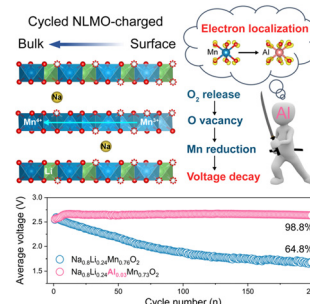 Cycled NLMO-charged
Bulk
Surface
Na
Mn⁴⁺
Mn³⁺
Na
Li
Electron localization
Mn
Al
O₂ release
O vacancy
Mn reduction
Voltage decay
Al
Average voltage (V)
3.0
2.5
2.0
1.5
98.8%
64.8%
Na₀.₈Li₀.₂₄Mn₀.₇₆O₂
Na₀.₈Li₀.₂₄Al₀.₀₃Mn₀.₇₃O₂
0
50
100
150
Cycle number (n)